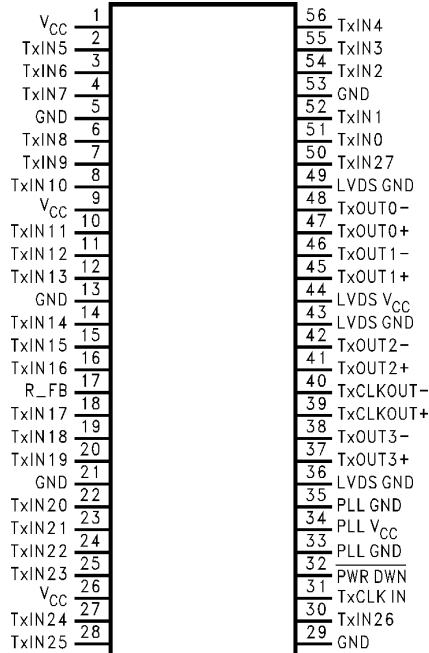 VCC 1 56 TxIN4
TxIN5 2 55 TxIN3
TxIN6 3 54 TxIN2
TxIN7 4 53 GND
GND 5 52 TxIN1
TxIN8 6 51 TxIN0
TxIN9 7 50 TxIN27
TxIN10 8 49 LVDS GND
VCC 9 48 TxOUT0-
TxIN11 10 47 TxOUT0+
TxIN12 11 46 TxOUT1-
TxIN13 12 45 TxOUT1+
GND 13 44 LVDS VCC
TxIN14 14 43 LVDS GND
TxIN15 15 42 TxOUT2-
TxIN16 16 41 TxOUT2+
R_FB 17 40 TxCLKOUT-
TxIN17 18 39 TxCLKOUT+
TxIN18 19 38 TxOUT3-
TxIN19 20 37 TxOUT3+
GND 21 36 LVDS GND
TxIN20 22 35 PLL GND
TxIN21 23 34 PLL VCC
TxIN22 24 33 PLL GND
TxIN23 25 32 PWR DWN
VCC 26 31 TxCLK IN
TxIN24 27 30 TxIN26
TxIN25 28 29 GND